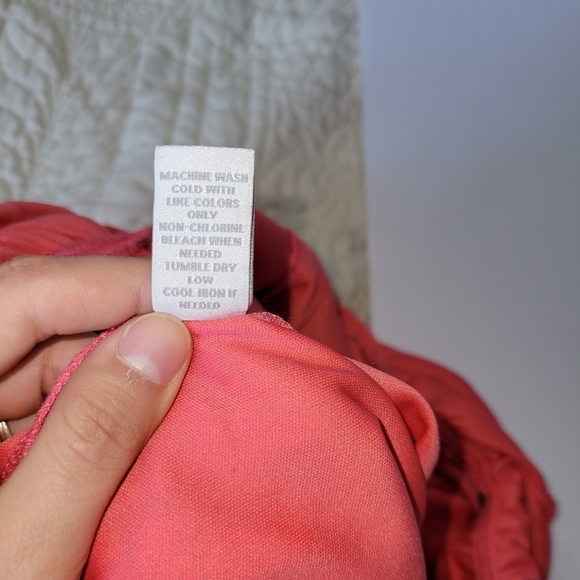 MACHINE WASH
COLD WITH
LIKE COLORS
ONLY
NON-CHLORINE
BLEACH WHEN
NEEDED
TUMBLE DRY
LOW
COOL IRON IF
NEEDED